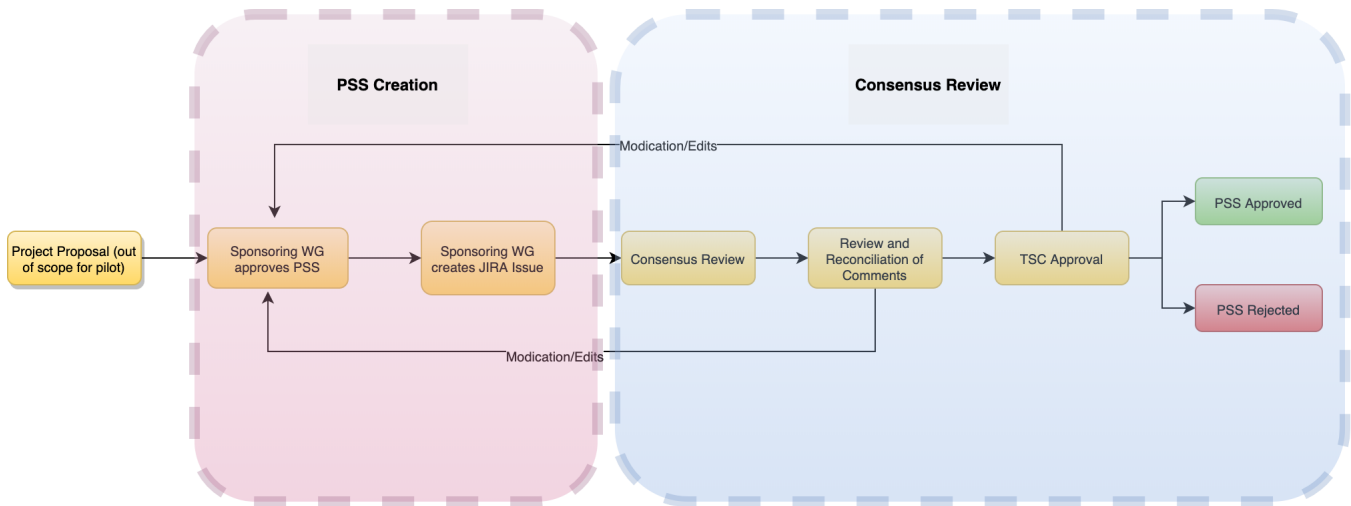 PSS Creation
Consensus Review
Modication/Edits
Project Proposal (out
of scope for pilot)
Sponsoring WG
approves PSS
Sponsoring WG
creates JIRA Issue
Consensus Review
Review and
Reconciliation of
Comments
TSC Approval
PSS Approved
PSS Rejected
Modication/Edits